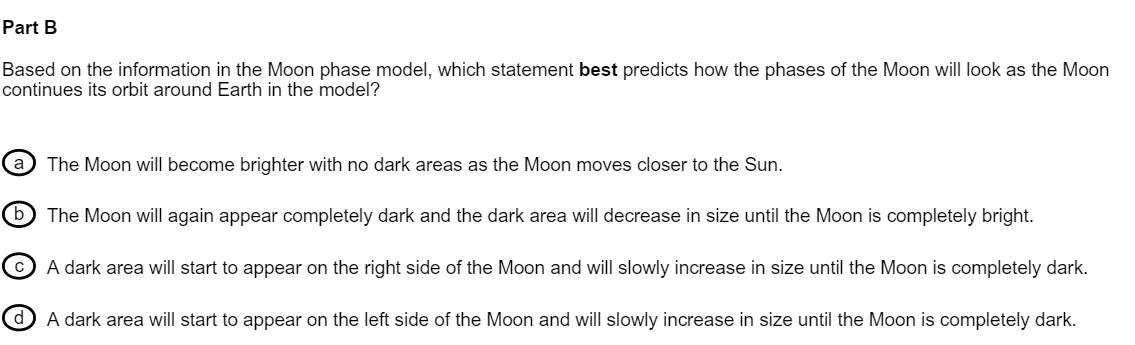 Part B
Based on the information in the Moon phase model, which statement best predicts how the phases of the Moon will look as the Moon
continues its orbit around Earth in the model?
a The Moon will become brighter with no dark areas as the Moon moves closer to the Sun.
b The Moon will again appear completely dark and the dark area will decrease in size until the Moon is completely bright.
c A dark area will start to appear on the right side of the Moon and will slowly increase in size until the Moon is completely dark.
d A dark area will start to appear on the left side of the Moon and will slowly increase in size until the Moon is completely dark.